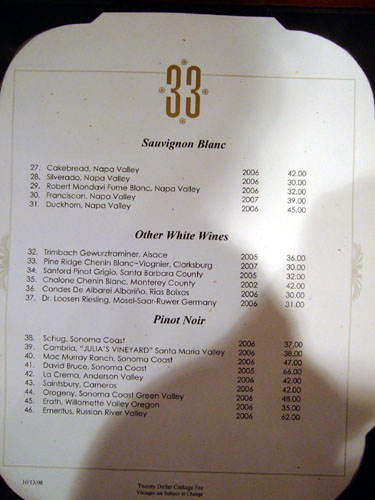 33
Sauvignon Blanc
27. Cakebread, Napa Valley 2006 42.00
28. Silverado, Napa Valley 2006 30.00
29. Robert Mondavi Fume Blanc, Napa Valley 2006 32.00
30. Franciscan, Napa Valley 2007 39.00
31. Duckhorn, Napa Valley 2006 45.00
Other White Wines
32. Trimbach Gewurztraminer, Alsace 2005 36.00
33. Pine Ridge Chenin Blanc-Viognier, Clarksburg 2007 30.00
34. Sanford Pinot Grigio, Santa Barbara County 2005 32.00
35. Chalone Chenin Blanc, Monterey County 2002 42.00
36. Condes De Albarei Albariño, Rias Baixas 2006 30.00
37. Dr. Loosen Riesling, Mosel-Saar-Ruwer Germany 2006 31.00
Pinot Noir
38. Schug, Sonoma Coast 2006 37.00
39. Cambria, "JULIA'S VINEYARD" Santa Maria Valley 2006 38.00
40. Mac Murray Ranch, Sonoma Coast 2006 47.00
41. David Bruce, Sonoma Coast 2005 66.00
42. La Crema, Anderson Valley 2006 42.00
43. Saintsbury, Carneros 2006 42.00
44. Orogeny, Sonoma Coast Green Valley 2006 48.00
45. Erath, Willamette Valley Oregon 2006 35.00
46. Emeritus, Russian River Valley 2006 62.00
10/13/08
Twenty Dollar Corkage Fee
Vintages are Subject to Change